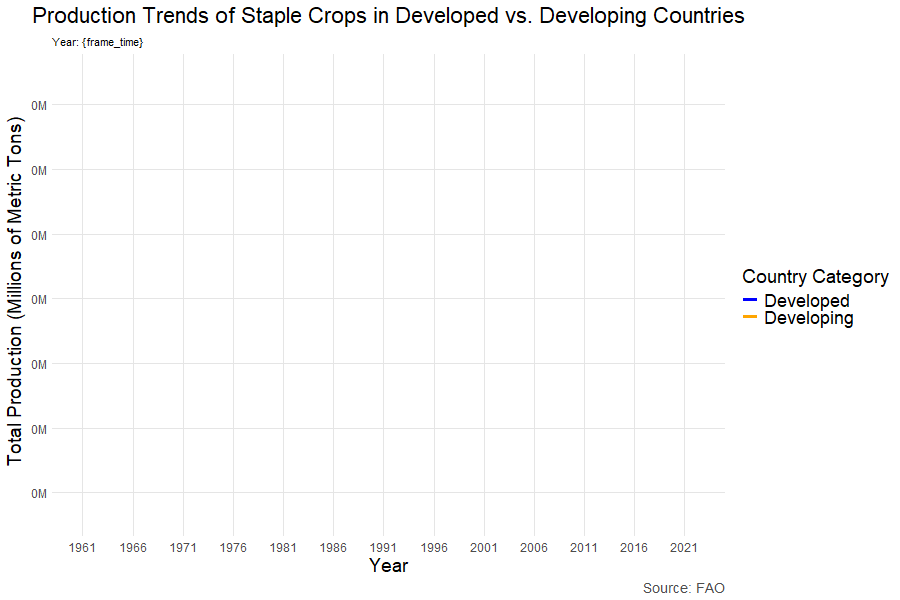 Production Trends of Staple Crops in Developed vs. Developing Countries
Year: {frame_time}
Total Production (Millions of Metric Tons)
0M
0M
0M
0M
0M
0M
0M
1961 1966 1971 1976 1981 1986 1991 1996 2001 2006 2011 2016 2021
Year
Country Category
Developed
Developing
Source: FAO